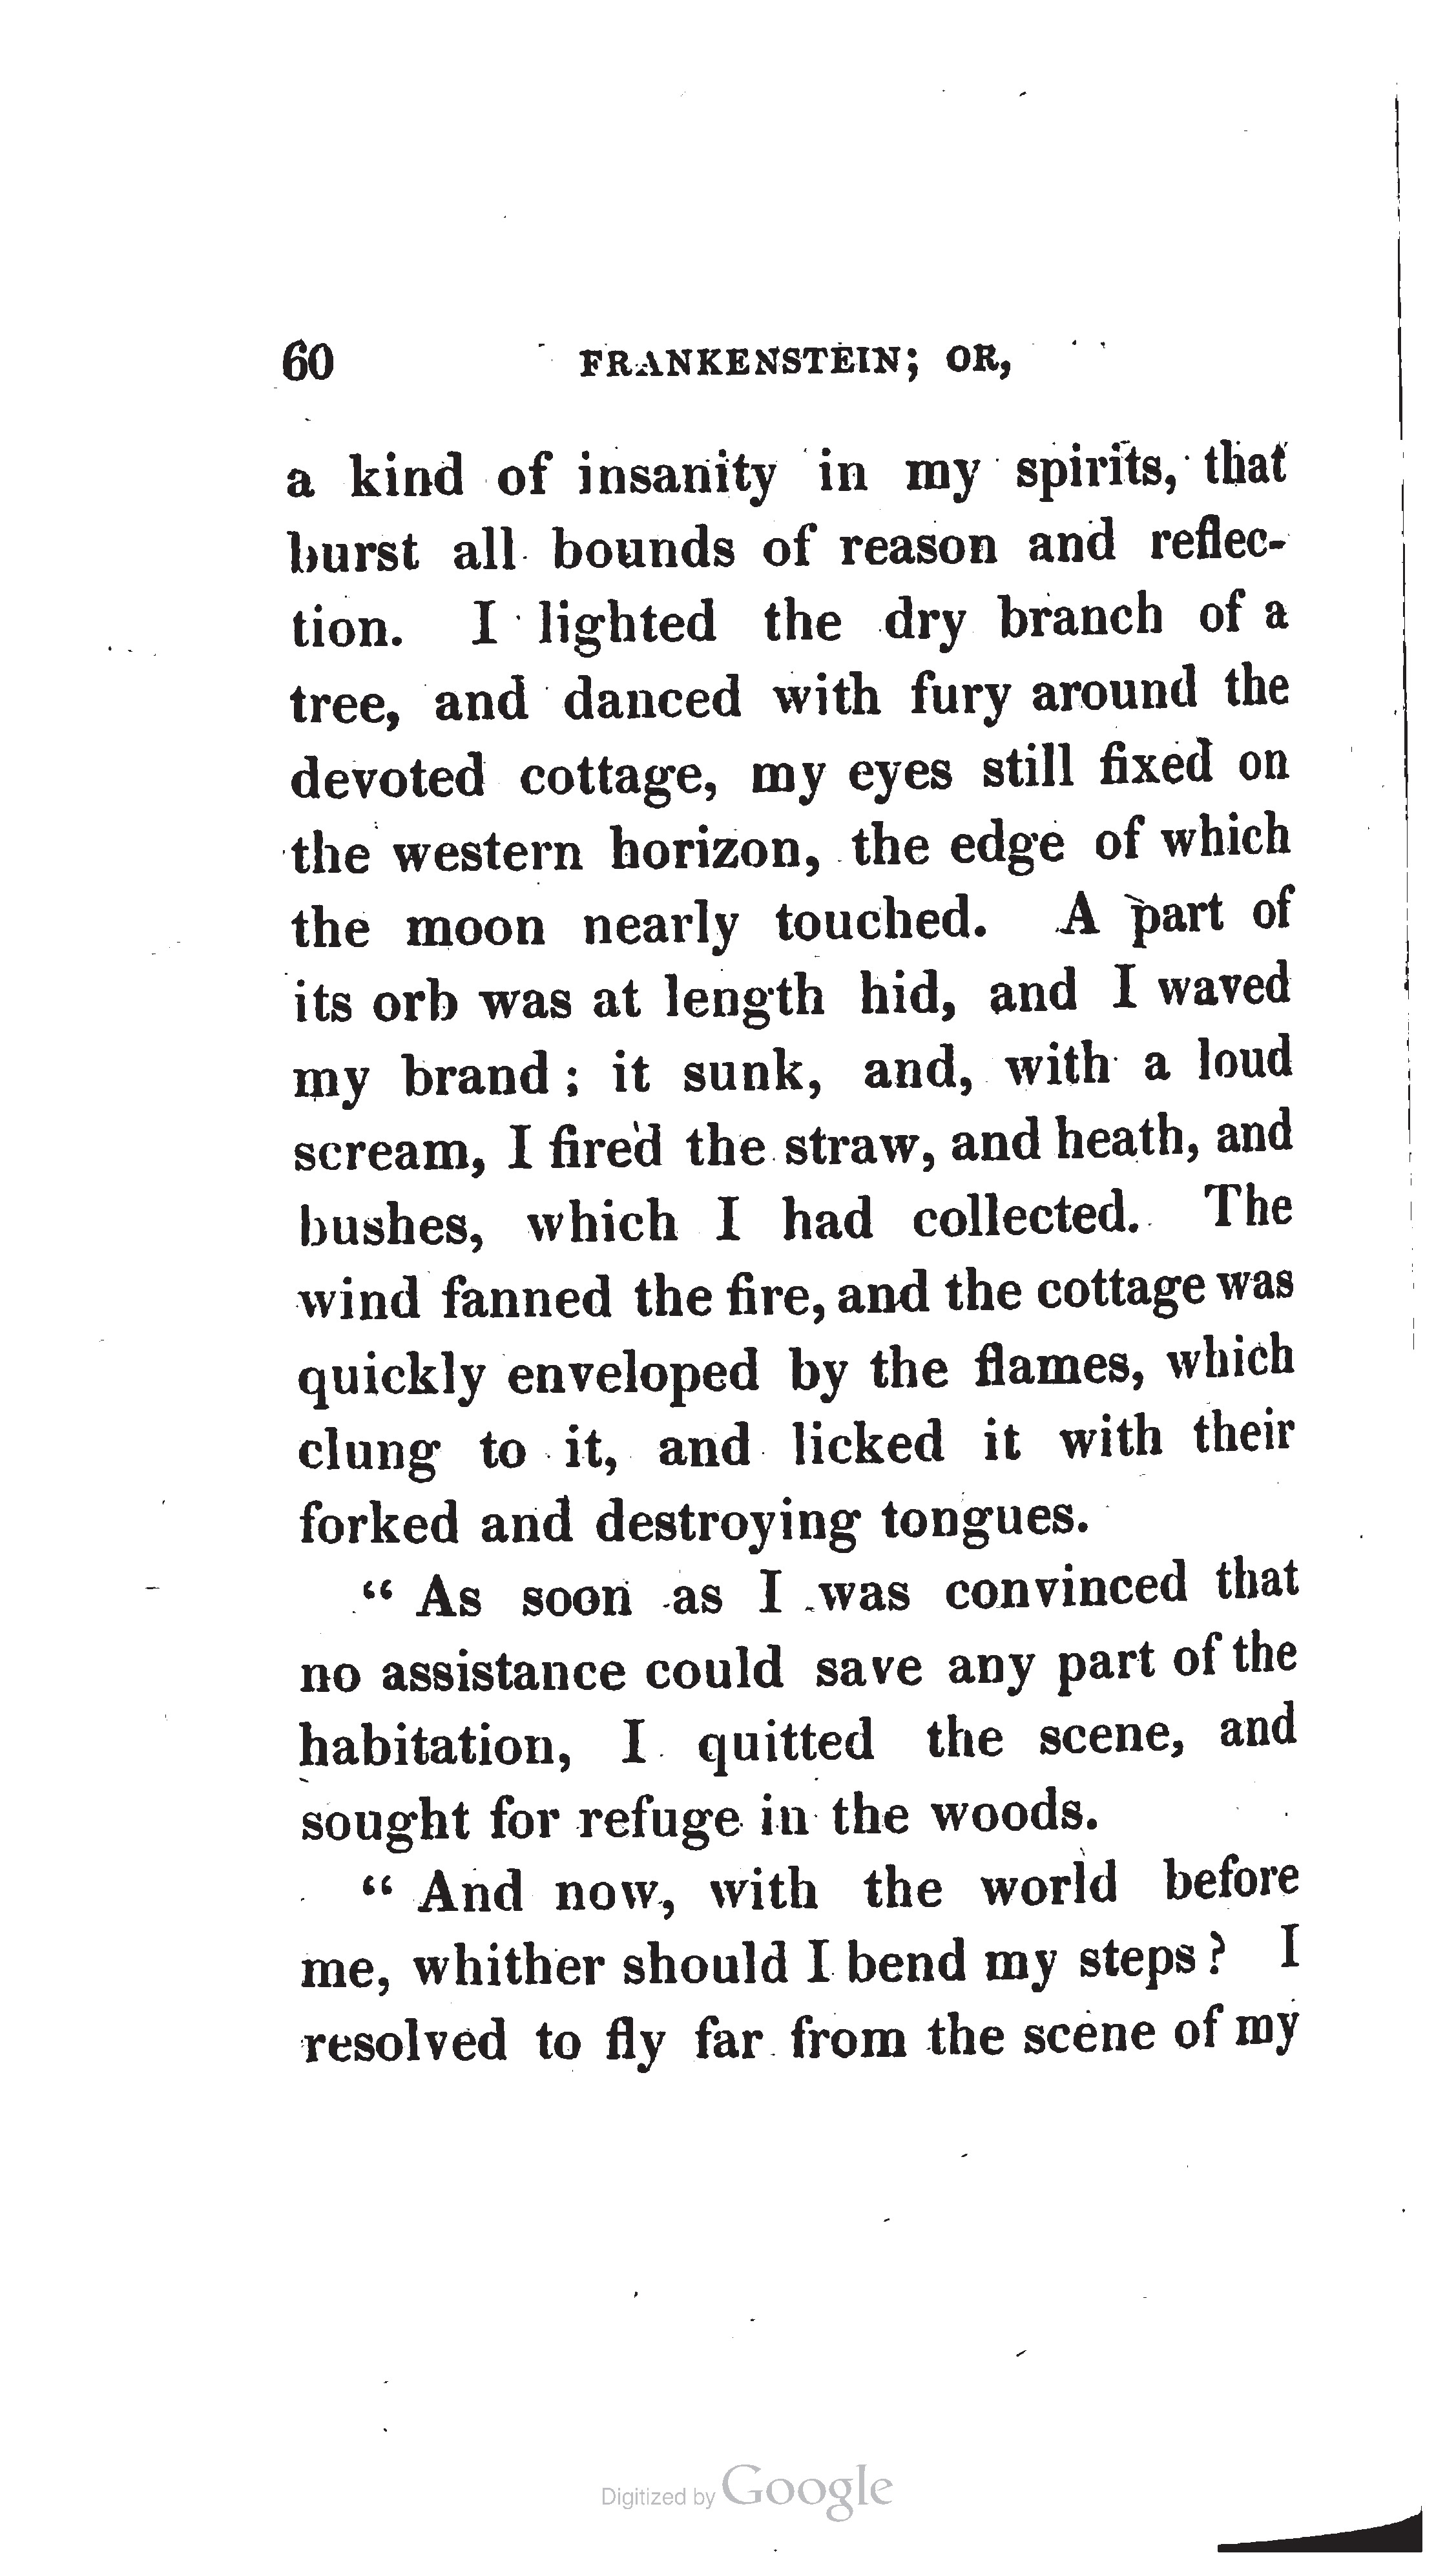 60 FRANKENSTEIN; OR,
a kind of insanity in my spirits, that
burst all bounds of reason and reflec-
tion. I lighted the dry branch of a
tree, and danced with fury around the
devoted cottage, my eyes still fixed on
the western horizon, the edge of which
the moon nearly touched. A part of
its orb was at length hid, and I waved
my brand; it sunk, and, with a loud
scream, I fired the straw, and heath, and
bushes, which I had collected. The
wind fanned the fire, and the cottage was
quickly enveloped by the flames, which
clung to it, and licked it with their
forked and destroying tongues.
“ As soon as I was convinced that
no assistance could save any part of the
habitation, I quitted the scene, and
sought for refuge in the woods.
“ And now, with the world before
me, whither should I bend my steps? I
resolved to fly far from the scene of my
Digitized by Google